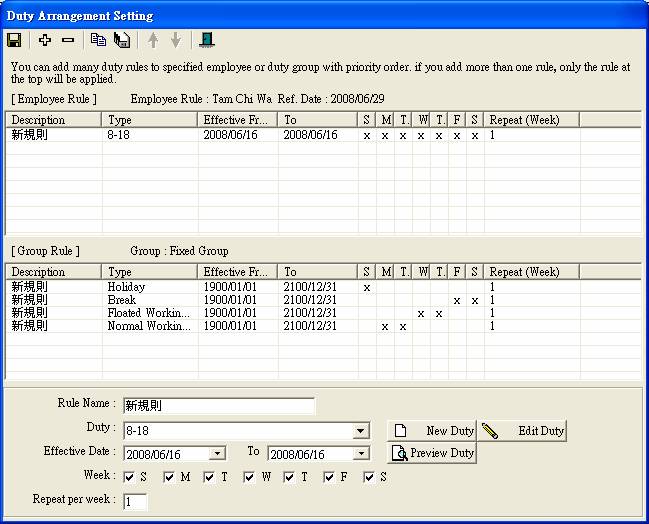 Duty Arrangement Setting
You can add many duty rules to specified employee or duty group with priority order. if you add more than one rule, only the rule at
the top will be applied.
[ Employee Rule ] Employee Rule : Tam Chi Wa Ref. Date : 2008/06/29
Description Type Effective Fr... To S M T. W T. F S Repeat (Week)
新規則 8-18 2008/06/16 2008/06/16 x x x x x x x 1
[ Group Rule ] Group : Fixed Group
Description Type Effective Fr... To S M T. W T. F S Repeat (Week)
新規則 Holiday 1900/01/01 2100/12/31 x 1
新規則 Break 1900/01/01 2100/12/31 x x 1
新規則 Floated Workin... 1900/01/01 2100/12/31 x x 1
新規則 Normal Workin... 1900/01/01 2100/12/31 x x 1
Rule Name : 新規則
Duty : 8-18 New Duty Edit Duty
Effective Date : 2008/06/16 To 2008/06/16 Preview Duty
Week : S M T W T F S
Repeat per week : 1